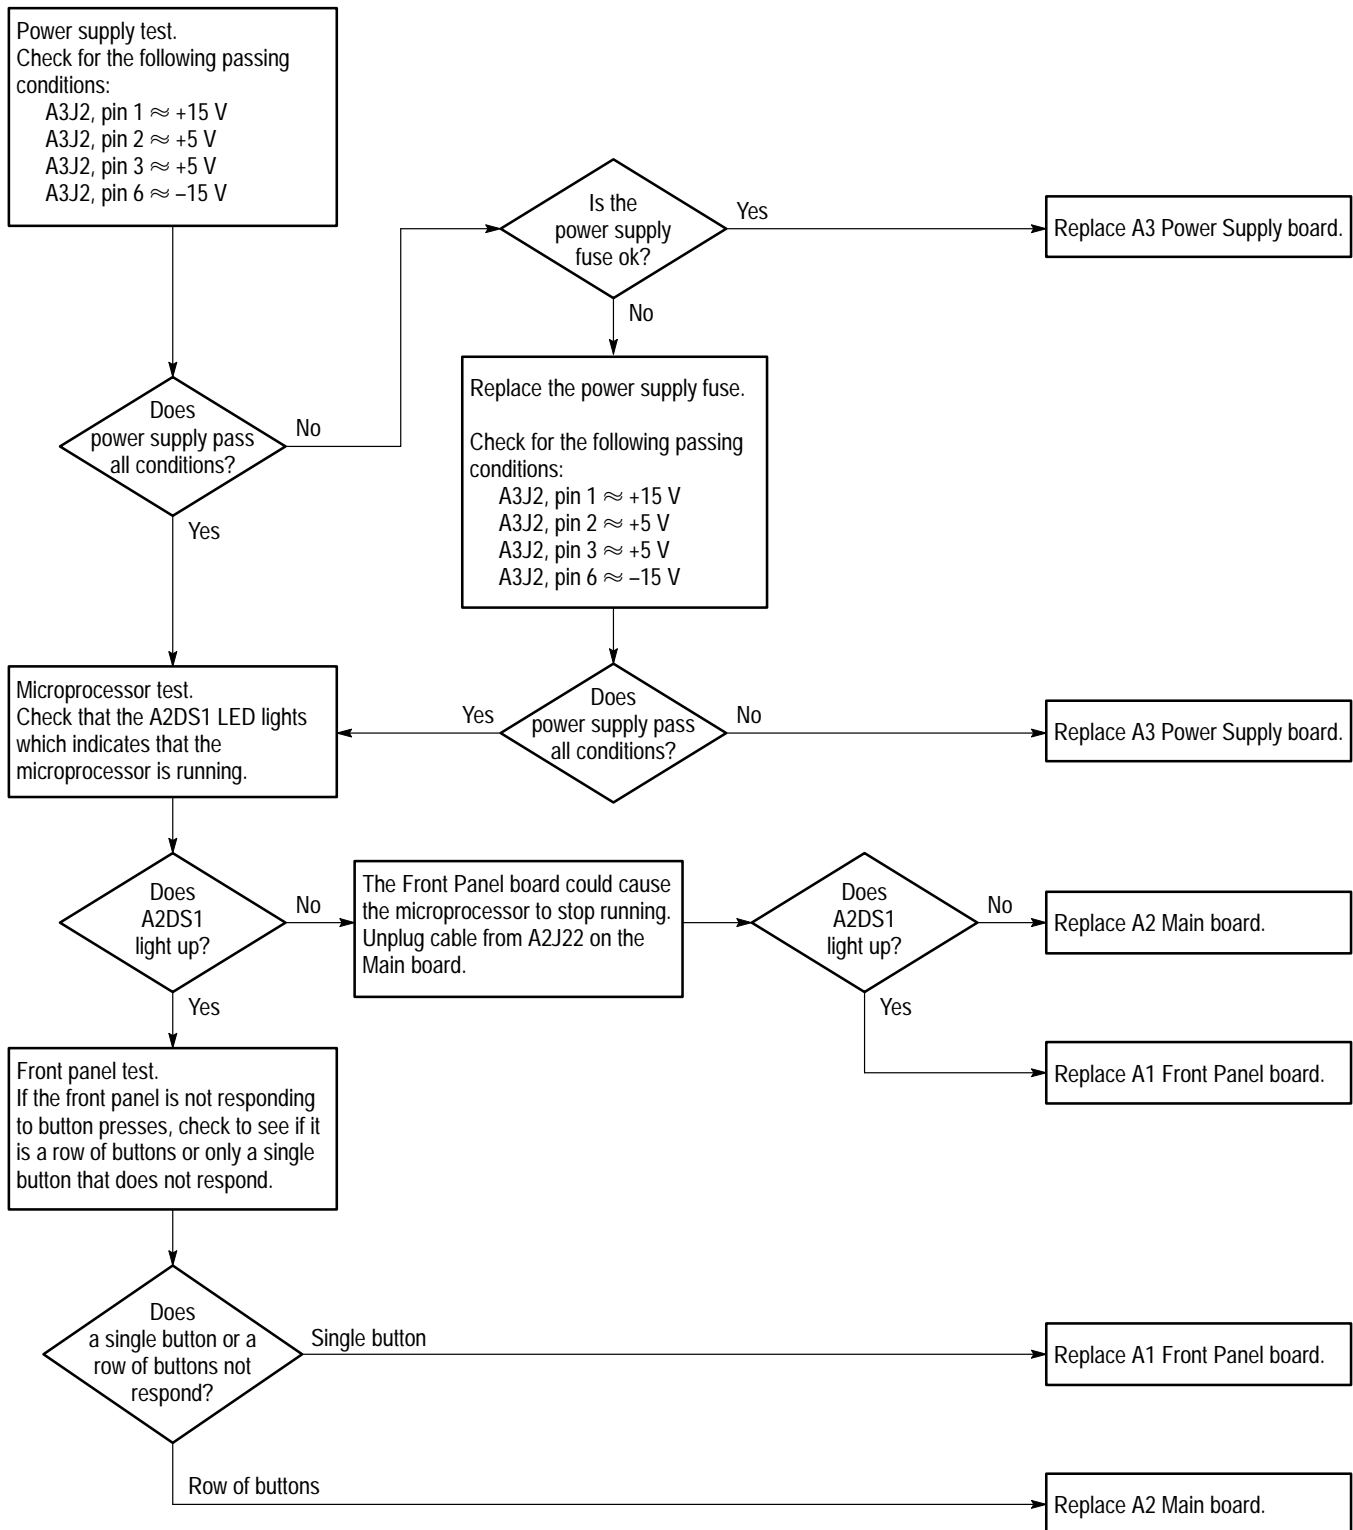 Power supply test.
Check for the following passing
conditions:
A3J2, pin 1 ≈ +15 V
A3J2, pin 2 ≈ +5 V
A3J2, pin 3 ≈ +5 V
A3J2, pin 6 ≈ –15 V
Is the
power supply
fuse ok?
Yes
Replace A3 Power Supply board.
No
Replace the power supply fuse.
Check for the following passing
conditions:
A3J2, pin 1 ≈ +15 V
A3J2, pin 2 ≈ +5 V
A3J2, pin 3 ≈ +5 V
A3J2, pin 6 ≈ –15 V
Does
power supply pass
all conditions?
No
Yes
Microprocessor test.
Check that the A2DS1 LED lights
which indicates that the
microprocessor is running.
Yes
Does
power supply pass
all conditions?
No
Replace A3 Power Supply board.
Does
A2DS1
light up?
No
The Front Panel board could cause
the microprocessor to stop running.
Unplug cable from A2J22 on the
Main board.
Does
A2DS1
light up?
No
Replace A2 Main board.
Yes
Yes
Replace A1 Front Panel board.
Front panel test.
If the front panel is not responding
to button presses, check to see if it
is a row of buttons or only a single
button that does not respond.
Does
a single button or a
row of buttons not
respond?
Single button
Replace A1 Front Panel board.
Row of buttons
Replace A2 Main board.